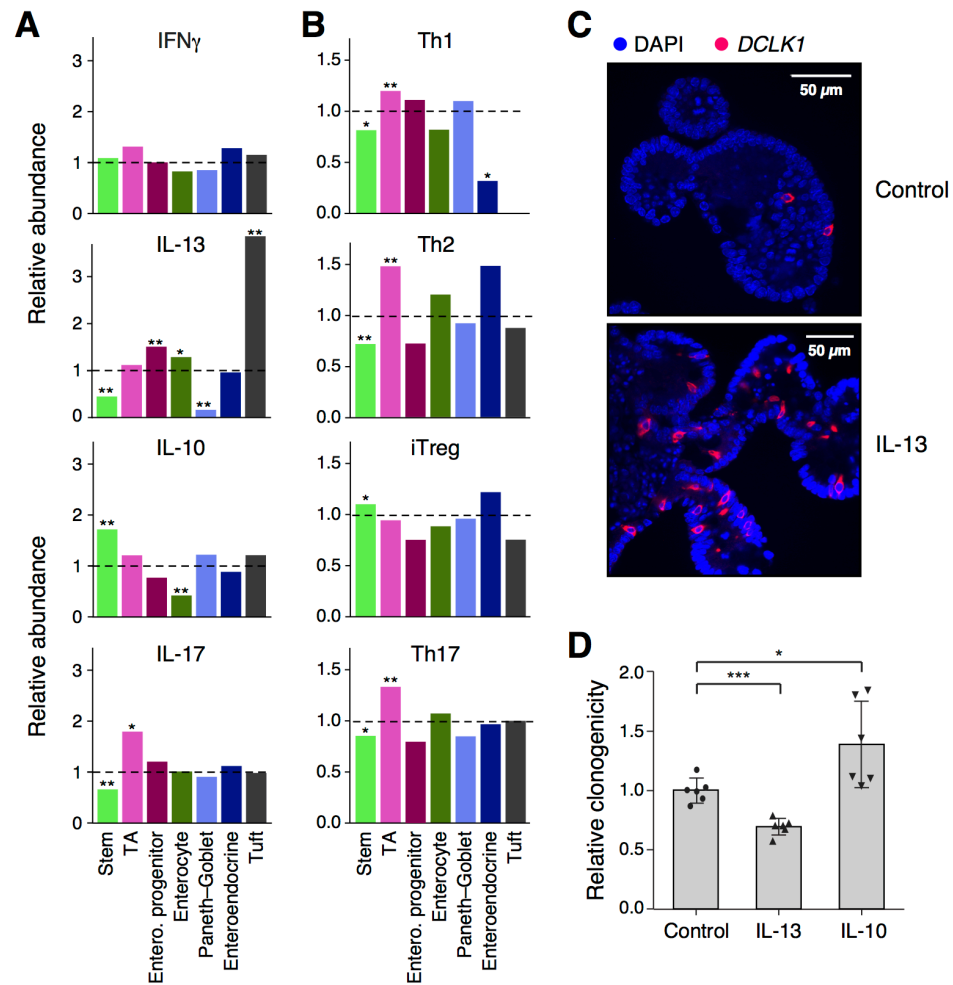 A
IFNγ
Relative abundance
3
2
1
0
IL-13
**
**
**
*
**
3
2
1
0
IL-10
**
**
3
2
1
0
Relative abundance
IL-17
**
*
3
2
1
0
Stem
TA
Entero. progenitor
Enterocyte
Paneth–Goblet
Enteroendocrine
Tuft
B
Th1
*
**
*
1.5
1.0
0.5
0.0
Th2
**
**
1.5
1.0
0.5
0.0
iTreg
*
1.5
1.0
0.5
0.0
Th17
*
**
1.5
1.0
0.5
0.0
Stem
TA
Entero. progenitor
Enterocyte
Paneth–Goblet
Enteroendocrine
Tuft
C
DAPI DCLK1
50 µm
Control
50 µm
IL-13
D
Relative clonogenicity
2.0
1.5
1.0
0.5
0.0
*
***
Control IL-13 IL-10